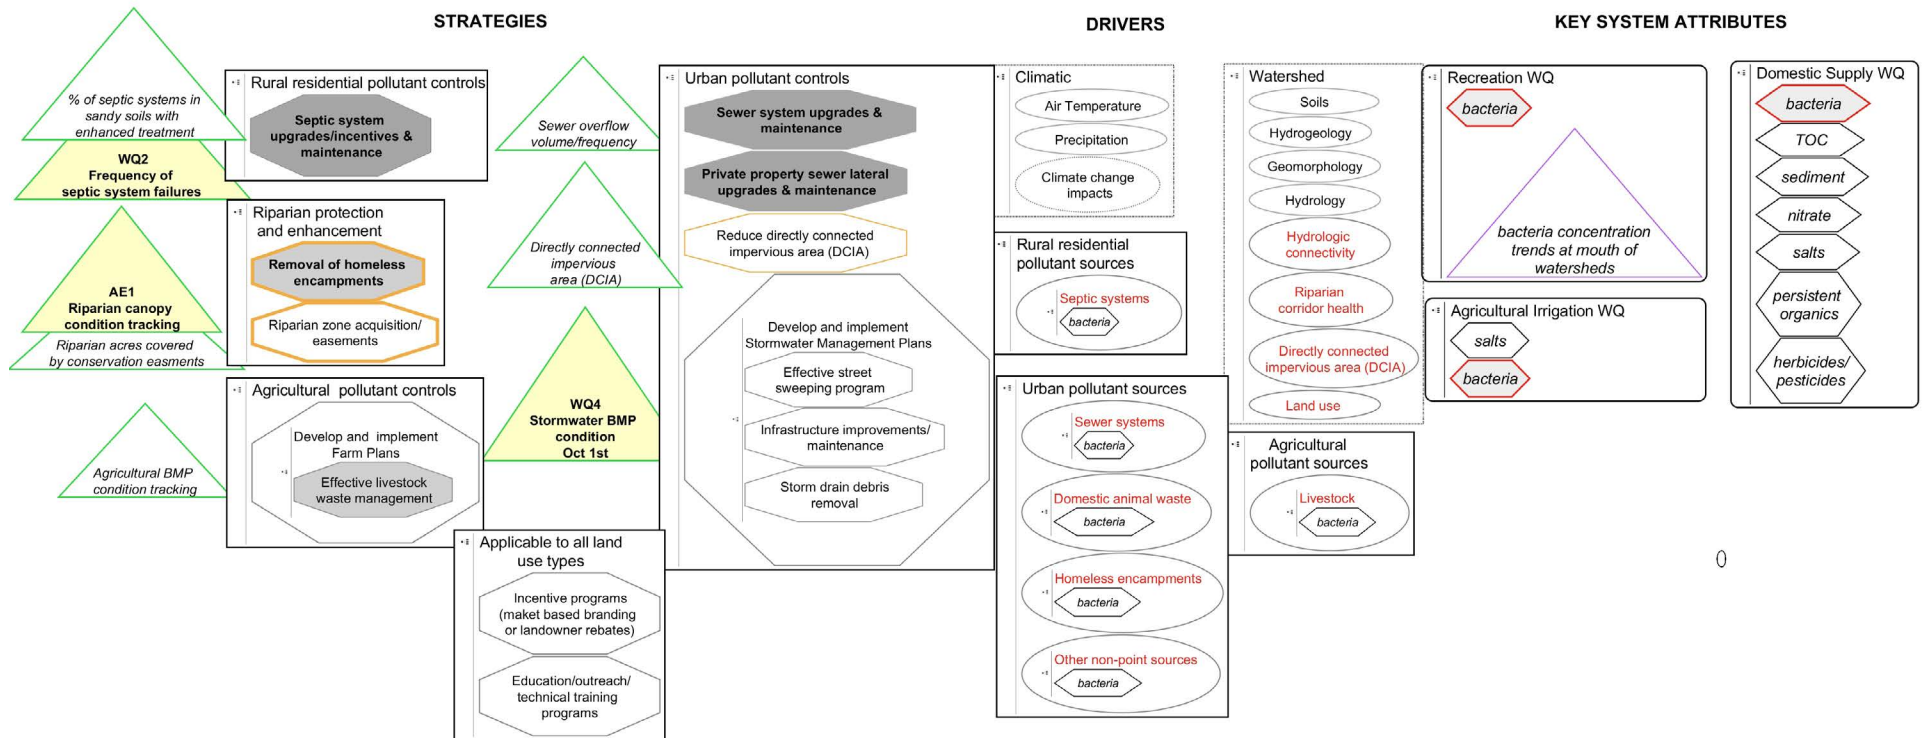 STRATEGIES
DRIVERS
KEY SYSTEM ATTRIBUTES
% of septic systems in
sandy soils with
enhanced treatment
WQ2
Frequency of
septic system failures
AE1
Riparian canopy
condition tracking
Riparian acres covered
by conservation easments
Agricultural BMP
condition tracking
Rural residential pollutant controls
Septic system
upgrades/incentives &
maintenance
Riparian protection
and enhancement
Removal of homeless
encampments
Riparian zone acquisition/
easements
Agricultural pollutant controls
Develop and implement
Farm Plans
Effective livestock
waste management
Applicable to all land
use types
Incentive programs
(maket based branding
or landowner rebates)
Education/outreach/
technical training
programs
Sewer overflow
volume/frequency
Directly connected
impervious
area (DCIA)
WQ4
Stormwater BMP
condition
Oct 1st
Urban pollutant controls
Sewer system upgrades &
maintenance
Private property sewer lateral
upgrades & maintenance
Reduce directly connected
impervious area (DCIA)
Develop and implement
Stormwater Management Plans
Effective street
sweeping program
Infrastructure improvements/
maintenance
Storm drain debris
removal
Climatic
Air Temperature
Precipitation
Climate change
impacts
Rural residential
pollutant sources
Septic systems
bacteria
Urban pollutant sources
Sewer systems
bacteria
Domestic animal waste
bacteria
Homeless encampments
bacteria
Other non-point sources
bacteria
Watershed
Soils
Hydrogeology
Geomorphology
Hydrology
Hydrologic
connectivity
Riparian
corridor health
Directly connected
impervious area (DCIA)
Land use
Agricultural
pollutant sources
Livestock
bacteria
Recreation WQ
bacteria
bacteria concentration
trends at mouth of
watersheds
Agricultural Irrigation WQ
salts
bacteria
Domestic Supply WQ
bacteria
TOC
sediment
nitrate
salts
persistent
organics
herbicides/
pesticides